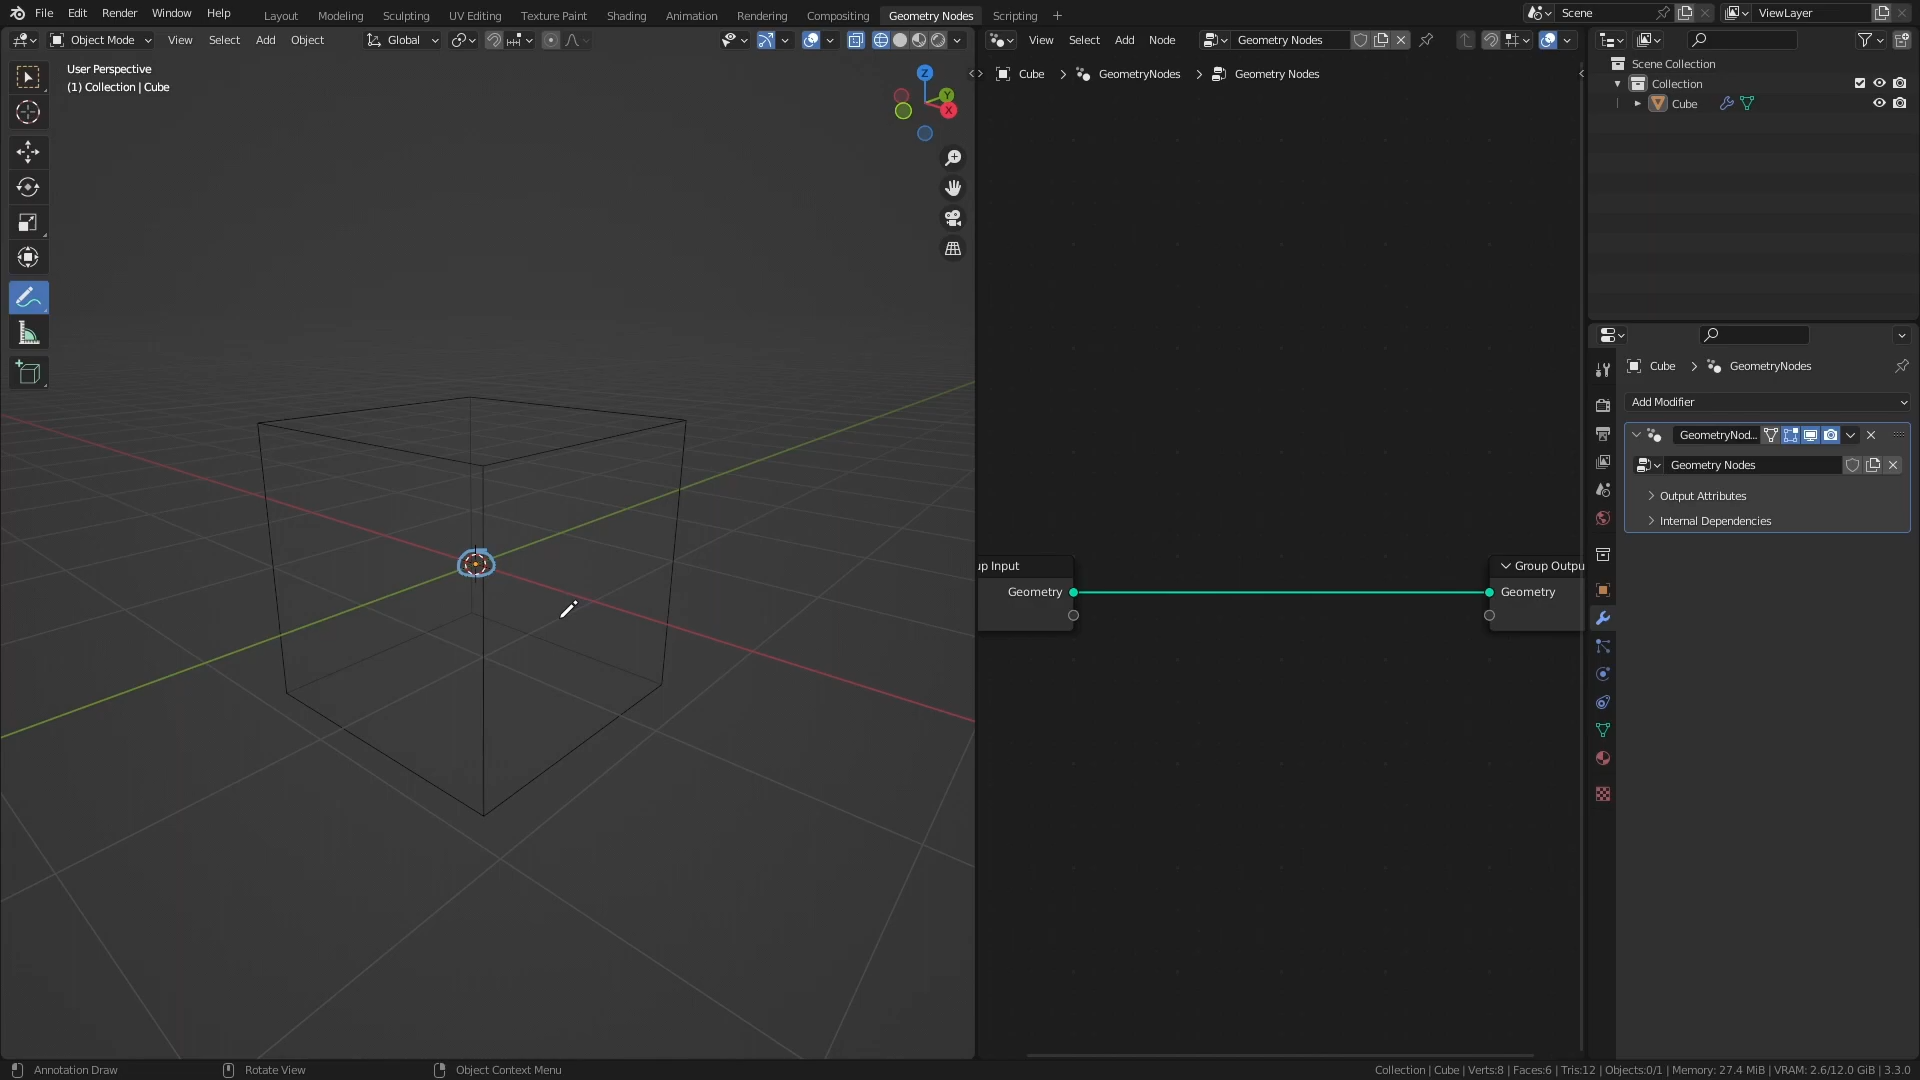 File Edit Render Window Help Layout Modeling Sculpting UV Editing Texture Paint Shading Animation Rendering Compositing Geometry Nodes Scripting + Scene ViewLayer
Object Mode View Select Add Object Global View Select Add Node Geometry Nodes
User Perspective
(1) Collection | Cube
Z
Y
X
Cube > GeometryNodes > Geometry Nodes
Scene Collection
Collection
Cube
Cube > GeometryNodes
Add Modifier
GeometryNod...
Geometry Nodes
Output Attributes
Internal Dependencies
up Input
Geometry
Group Outpu
Geometry
Annotation Draw Rotate View Object Context Menu Collection | Cube | Verts:8 | Faces:6 | Tris:12 | Objects:0/1 | Memory: 27.4 MiB | VRAM: 2.6/12.0 GiB | 3.3.0